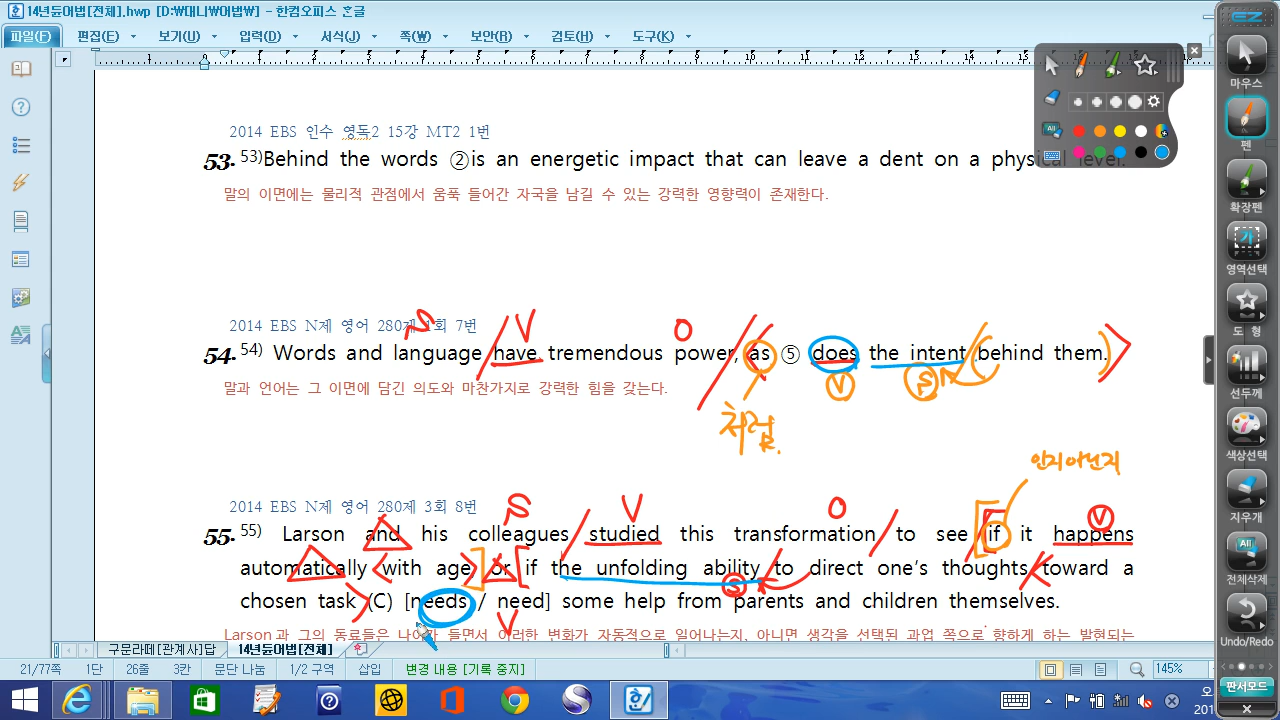 14년듣어법[전체].hwp [D:\대니\어법\] - 한컴오피스 흔글
파일(F) 편집(E) 보기(U) 입력(D) 서식(J) 쪽(W) 보안(R) 검토(H) 도구(K)
마우스
펜
확장펜
영역선택
도 형
선두께
색상선택
지우개
전체삭제
Undo/Redo
판서모드
2014 EBS 인수 영독2 15강 MT2 1번
53. 53)Behind the words ②is an energetic impact that can leave a dent on a physical level.
말의 이면에는 물리적 관점에서 움푹 들어간 자국을 남길 수 있는 강력한 영향력이 존재한다.
S V O
2014 EBS N제 영어 280제 1회 7번
54. 54) Words and language have tremendous power, as ⑤ does the intent behind them.
말과 언어는 그 이면에 담긴 의도와 마찬가지로 강력한 힘을 갖는다.
V S
처럼
인지아닌지
2014 EBS N제 영어 280제 3회 8번
S V O V
55. 55) Larson and his colleagues studied this transformation to see if it happens
automatically with age or if the unfolding ability to direct one's thoughts toward a
S
chosen task (C) [needs / need] some help from parents and children themselves.
V
Larson과 그의 동료들은 나이가 들면서 이러한 변화가 자동적으로 일어나는지, 아니면 생각을 선택된 과업 쪽으로 향하게 하는 발현되는
구문라떼[관계사]답 14년듣어법[전체]
21/77쪽 1단 26줄 3칸 문단 나눔 1/2 구역 삽입 변경 내용 [기록 중지] 145%